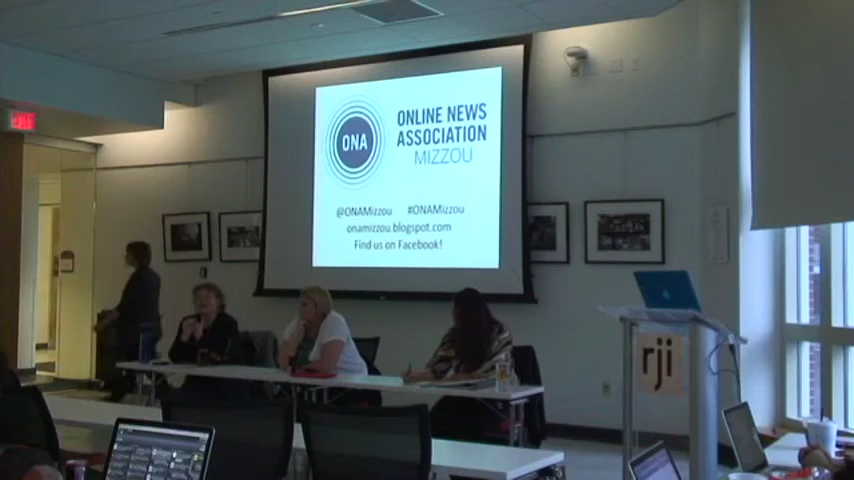 EXIT
ONA
ONLINE NEWS
ASSOCIATION
MIZZOU
@ONAMizzou #ONAMizzou
onamizzou.blogspot.com
Find us on Facebook!
rji